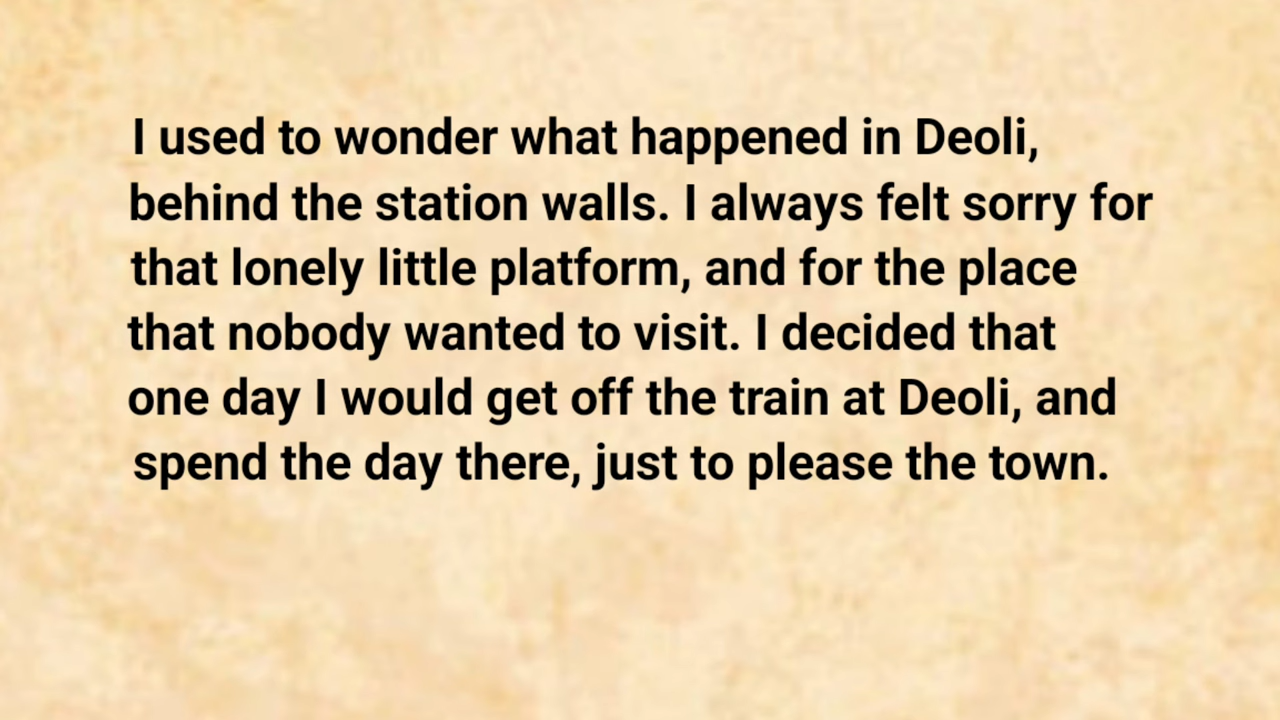 I used to wonder what happened in Deoli,
behind the station walls. I always felt sorry for
that lonely little platform, and for the place
that nobody wanted to visit. I decided that
one day I would get off the train at Deoli, and
spend the day there, just to please the town.